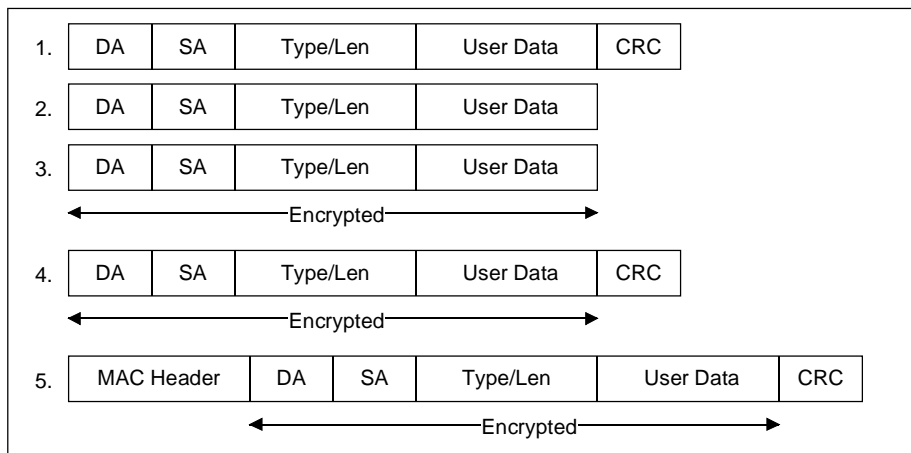 1. DA SA Type/Len User Data CRC
2. DA SA Type/Len User Data
3. DA SA Type/Len User Data
Encrypted
4. DA SA Type/Len User Data CRC
Encrypted
5. MAC Header DA SA Type/Len User Data CRC
Encrypted